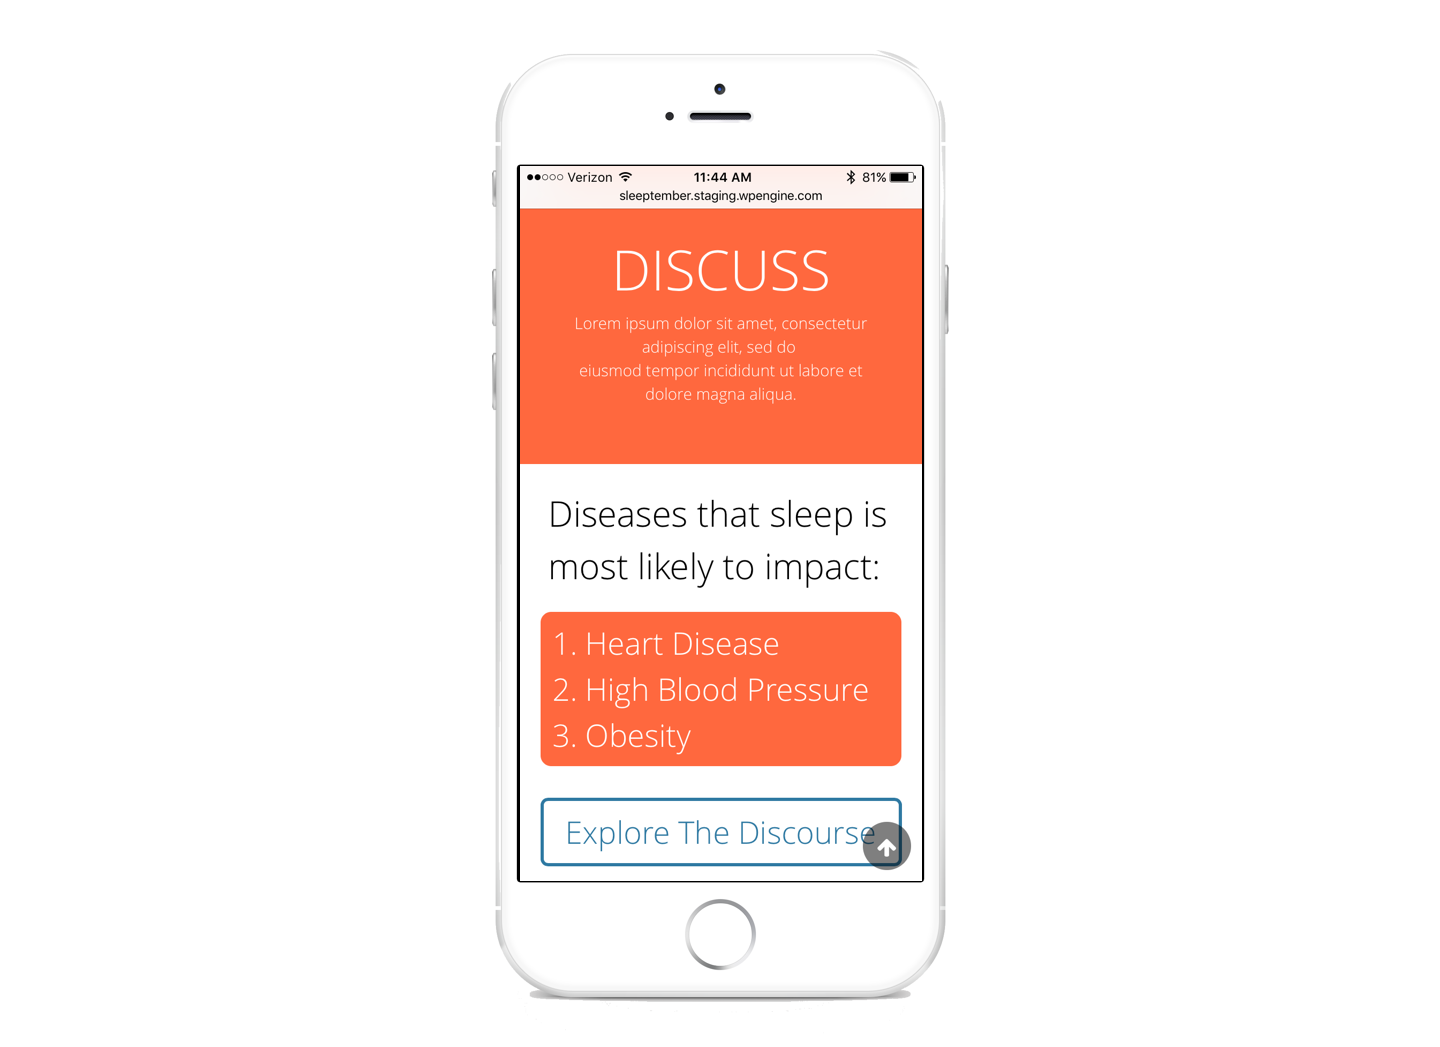 Verizon 11:44 AM 81%
sleeptember.staging.wpengine.com
DISCUSS
Lorem ipsum dolor sit amet, consectetur
adipiscing elit, sed do
eiusmod tempor incididunt ut labore et
dolore magna aliqua.
Diseases that sleep is
most likely to impact:
1. Heart Disease
2. High Blood Pressure
3. Obesity
Explore The Discourse